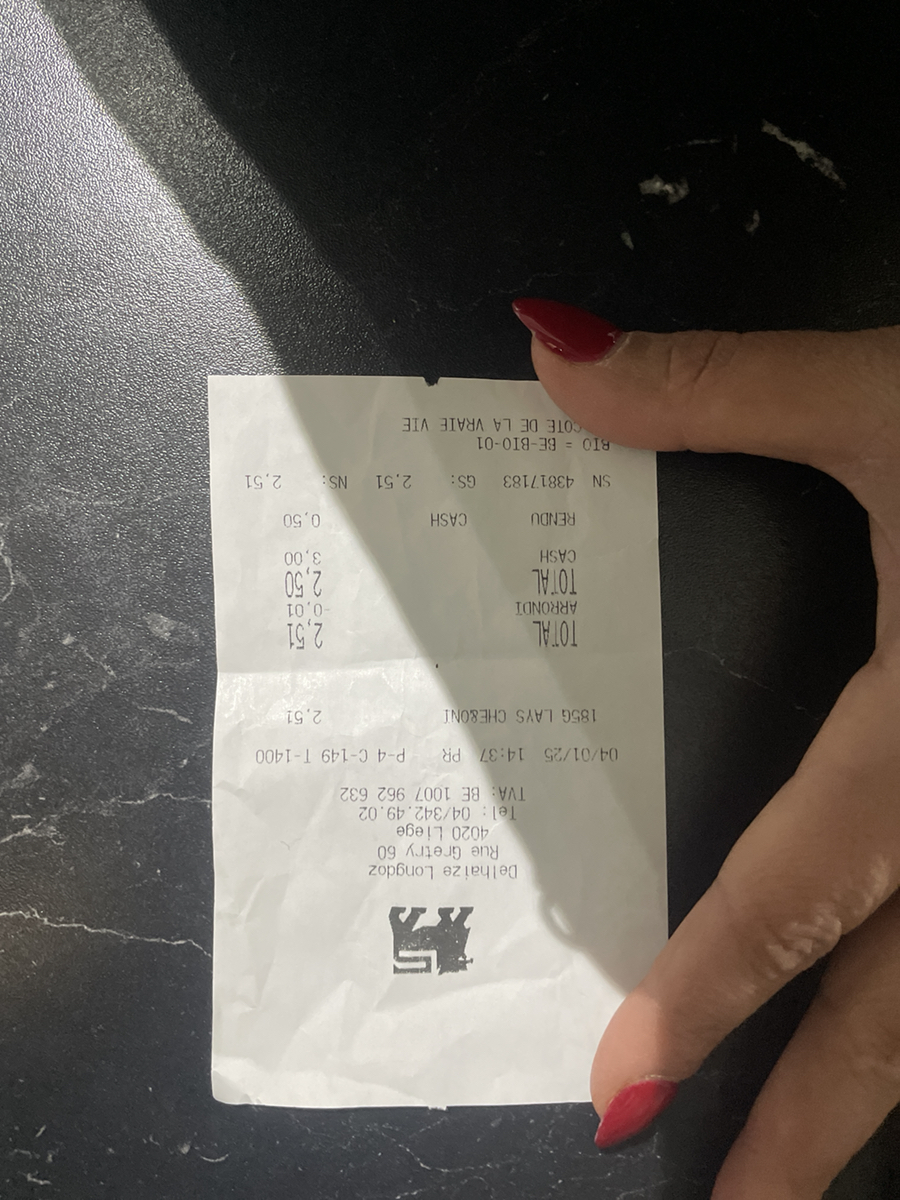 Delhaize Longdoz
Rue Gretry 60
4020 Liege
Tel: 04/342.49.02
TVA: BE 1007 962 632
04/01/25 14:37 PR P-4 C-149 T-1400
185G LAYS CHE&ONI 2,51
TOTAL 2,51
ARRONDI -0,01
TOTAL 2,50
CASH 3,00
RENDU CASH 0,50
SN 43817183 GS: 2,51 NS: 2,51
BIO = BE-BIO-01
COTE DE LA VRAIE VIE